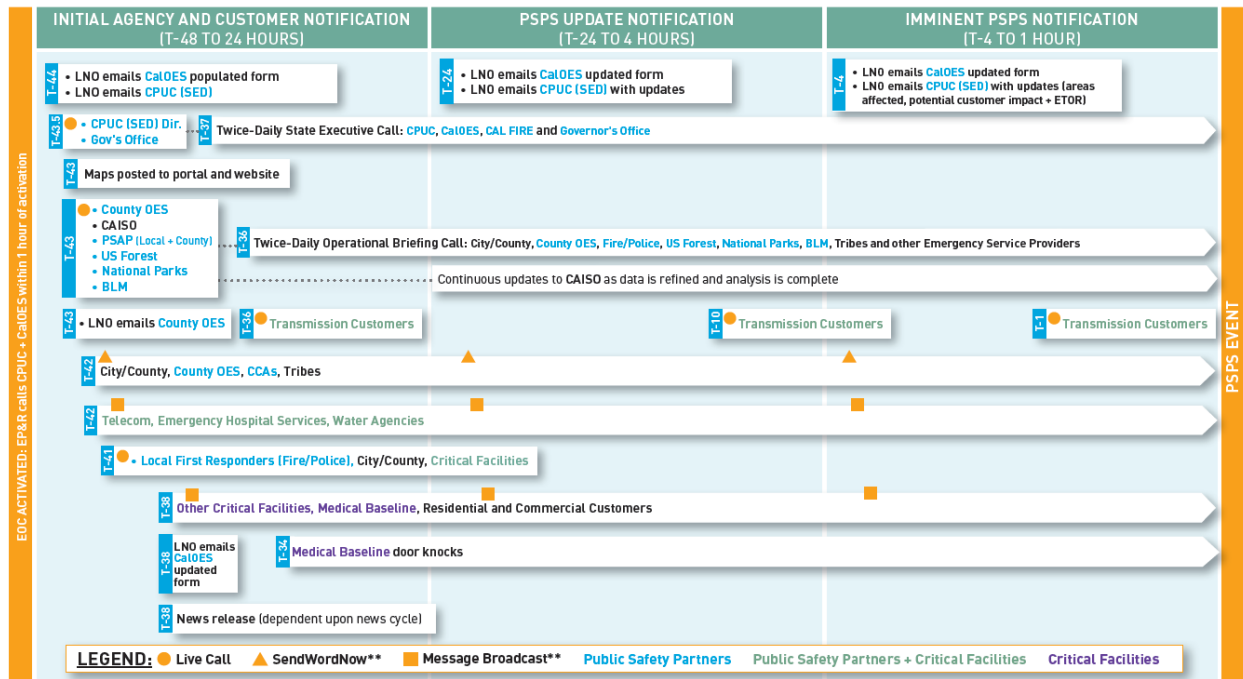 INITIAL AGENCY AND CUSTOMER NOTIFICATION
(T-48 TO 24 HOURS)
PSPS UPDATE NOTIFICATION
(T-24 TO 4 HOURS)
IMMINENT PSPS NOTIFICATION
(T-4 TO 1 HOUR)
EOC ACTIVATED: EP&R calls CPUC + CalOES within 1 hour of activation
T-44
• LNO emails CalOES populated form
• LNO emails CPUC (SED)
T-24
• LNO emails CalOES updated form
• LNO emails CPUC (SED) with updates
T-4
• LNO emails CalOES updated form
• LNO emails CPUC (SED) with updates (areas
affected, potential customer impact + ETOR)
T-43.5
• CPUC (SED) Dir.
• Gov's Office
T-37
Twice-Daily State Executive Call: CPUC, CalOES, CAL FIRE and Governor's Office
T-43
Maps posted to portal and website
T-43
• County OES
• CAISO
• PSAP (Local + County)
• US Forest
• National Parks
• BLM
T-36
Twice-Daily Operational Briefing Call: City/County, County OES, Fire/Police, US Forest, National Parks, BLM, Tribes and other Emergency Service Providers
Continuous updates to CAISO as data is refined and analysis is complete
T-43
• LNO emails County OES
T-36
Transmission Customers
T-10
Transmission Customers
T-1
Transmission Customers
T-42
City/County, County OES, CCAs, Tribes
T-42
Telecom, Emergency Hospital Services, Water Agencies
T-41
• Local First Responders (Fire/Police), City/County, Critical Facilities
T-38
Other Critical Facilities, Medical Baseline, Residential and Commercial Customers
T-38
LNO emails
CalOES
updated
form
T-34
Medical Baseline door knocks
T-38
News release (dependent upon news cycle)
PSPS EVENT
LEGEND: Live Call SendWordNow** Message Broadcast** Public Safety Partners Public Safety Partners + Critical Facilities Critical Facilities